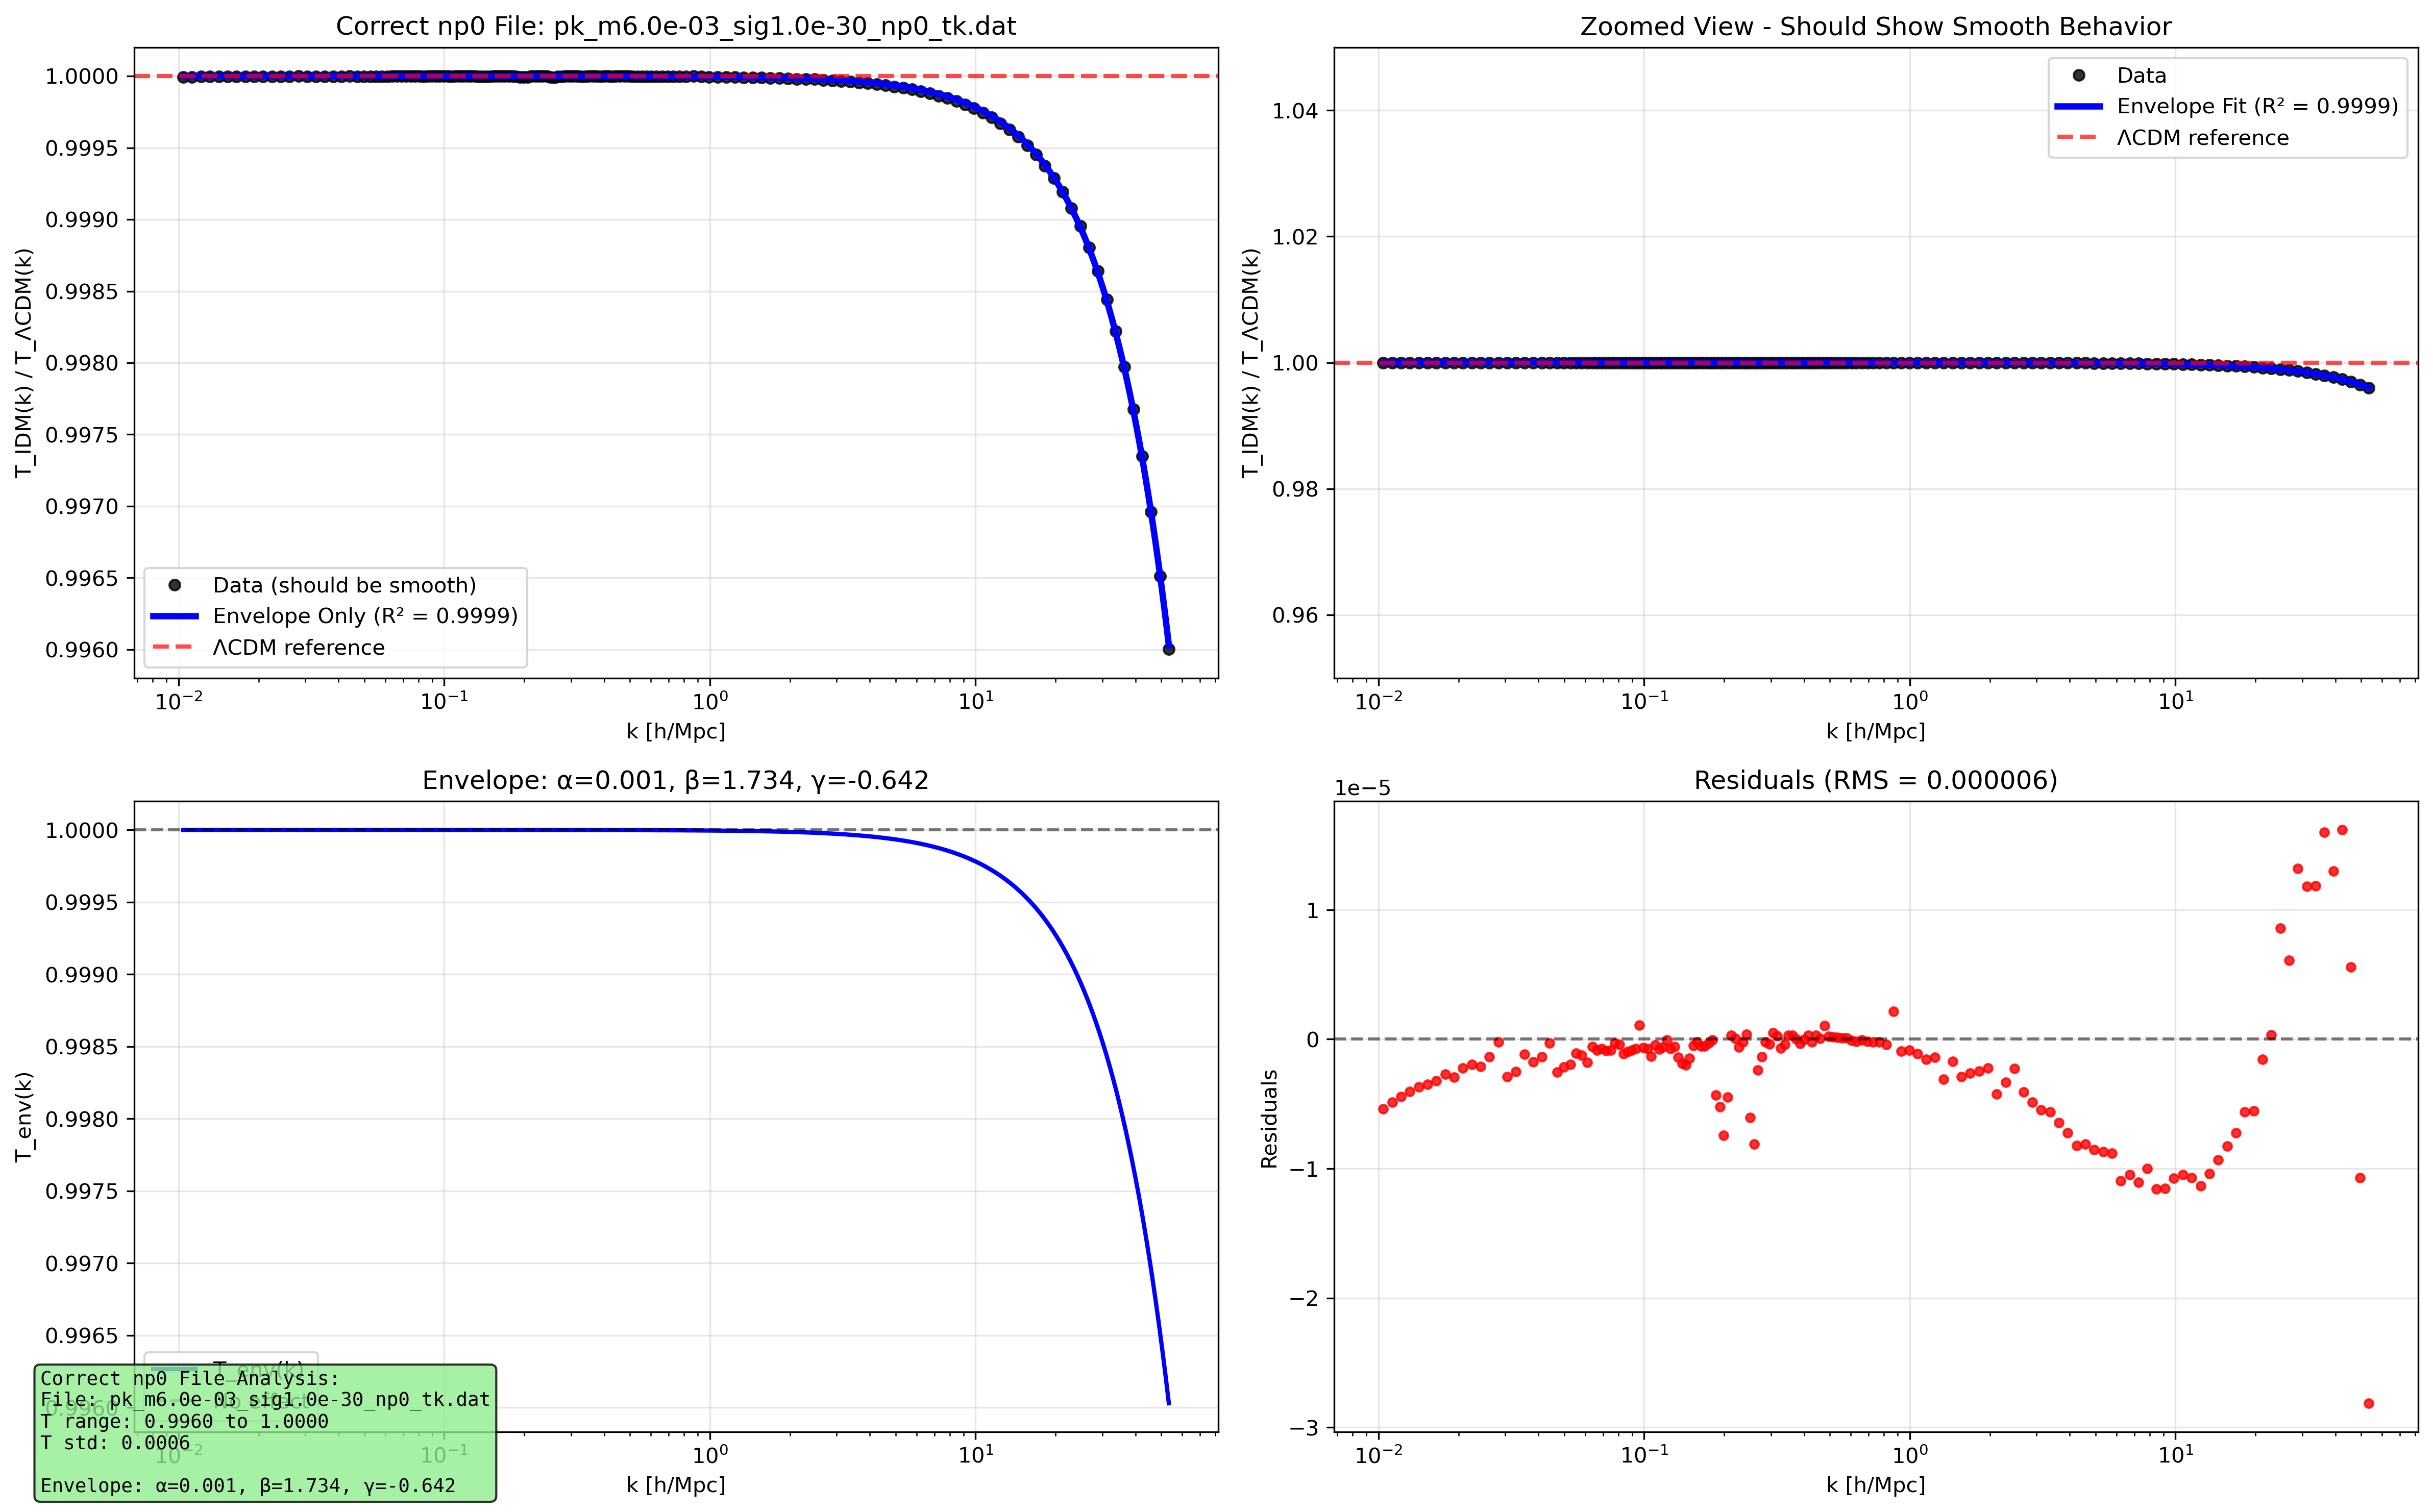 Correct np0 File: pk_m6.0e-03_sig1.0e-30_np0_tk.dat
T_IDM(k) / T_ΛCDM(k)
1.0000
0.9995
0.9990
0.9985
0.9980
0.9975
0.9970
0.9965
0.9960
Data (should be smooth)
Envelope Only (R² = 0.9999)
ΛCDM reference
10⁻² 10⁻¹ 10⁰ 10¹
k [h/Mpc]
Zoomed View - Should Show Smooth Behavior
T_IDM(k) / T_ΛCDM(k)
1.04
1.02
1.00
0.98
0.96
Data
Envelope Fit (R² = 0.9999)
ΛCDM reference
10⁻² 10⁻¹ 10⁰ 10¹
k [h/Mpc]
Envelope: α=0.001, β=1.734, γ=-0.642
T_env(k)
1.0000
0.9995
0.9990
0.9985
0.9980
0.9975
0.9970
0.9965
0.9960
T_env(k)
10⁻² 10⁻¹ 10⁰ 10¹
k [h/Mpc]
Correct np0 File Analysis:
File: pk_m6.0e-03_sig1.0e-30_np0_tk.dat
T range: 0.9960 to 1.0000
T std: 0.0006
Envelope: α=0.001, β=1.734, γ=-0.642
Residuals (RMS = 0.000006)
1e−5
Residuals
1
0
−1
−2
−3
10⁻² 10⁻¹ 10⁰ 10¹
k [h/Mpc]